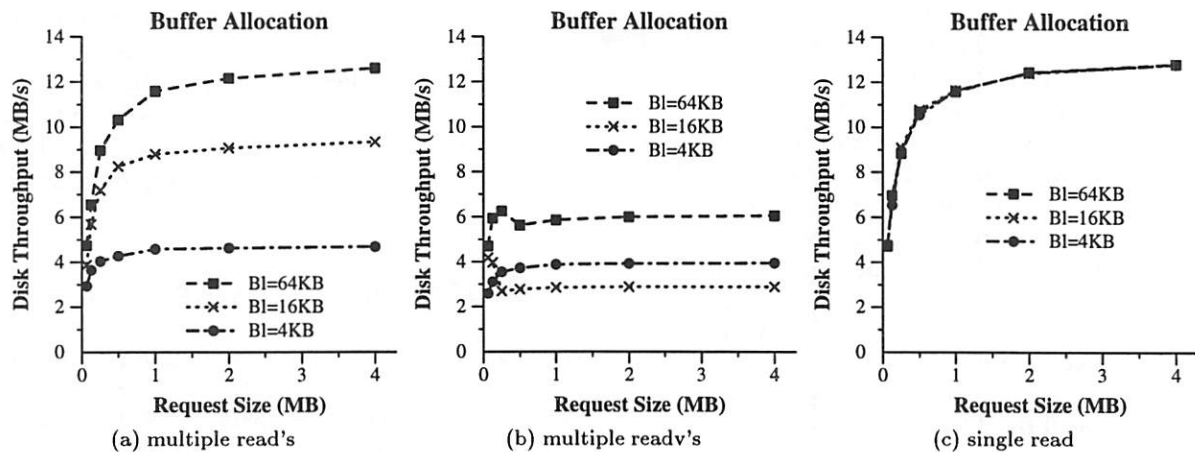 Buffer Allocation
Disk Throughput (MB/s)
14
12
10
8
6
4
2
0
Bl=64KB
Bl=16KB
Bl=4KB
0 1 2 3 4
Request Size (MB)
(a) multiple read's
Buffer Allocation
Disk Throughput (MB/s)
14
12
10
8
6
4
2
0
Bl=64KB
Bl=16KB
Bl=4KB
0 1 2 3 4
Request Size (MB)
(b) multiple readv's
Buffer Allocation
Disk Throughput (MB/s)
14
12
10
8
6
4
2
0
Bl=64KB
Bl=16KB
Bl=4KB
0 1 2 3 4
Request Size (MB)
(c) single read